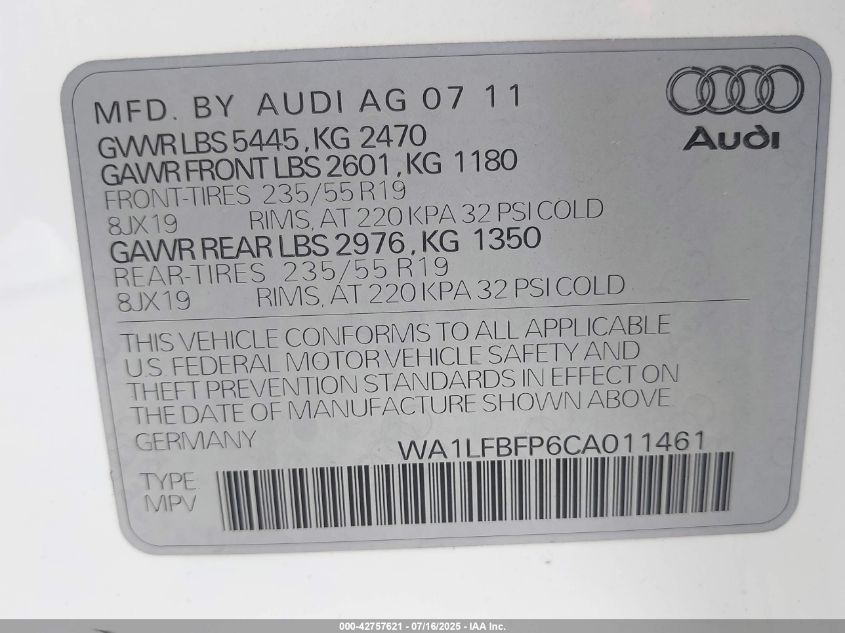 MFD. BY AUDI AG 07 11
GVWR LBS 5445, KG 2470
GAWR FRONT LBS 2601, KG 1180
FRONT-TIRES 235/55 R19
8JX19 RIMS, AT 220 KPA 32 PSI COLD
GAWR REAR LBS 2976, KG 1350
REAR-TIRES 235/55 R19
8JX19 RIMS, AT 220 KPA 32 PSI COLD
Audi
THIS VEHICLE CONFORMS TO ALL APPLICABLE
U.S. FEDERAL MOTOR VEHICLE SAFETY AND
THEFT PREVENTION STANDARDS IN EFFECT ON
THE DATE OF MANUFACTURE SHOWN ABOVE
GERMANY WA1LFBFP6CA011461
TYPE
MPV
000-42757621 - 07/16/2025 - IAA Inc.